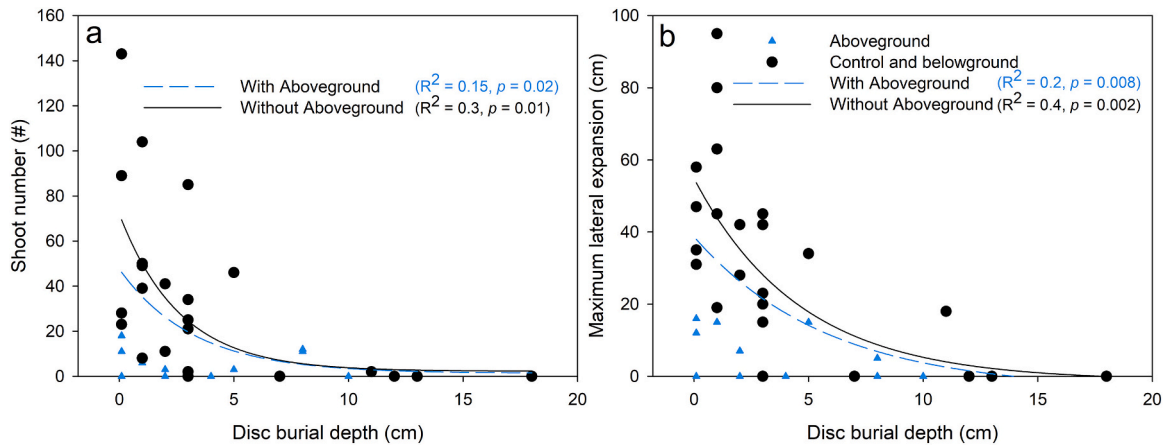 a
Shoot number (#)
160
140
120
100
80
60
40
20
0
With Aboveground (R² = 0.15, p = 0.02)
Without Aboveground (R² = 0.3, p = 0.01)
0 5 10 15 20
Disc burial depth (cm)
b
Maximum lateral expansion (cm)
100
80
60
40
20
0
Aboveground
Control and belowground
With Aboveground (R² = 0.2, p = 0.008)
Without Aboveground (R² = 0.4, p = 0.002)
0 5 10 15 20
Disc burial depth (cm)